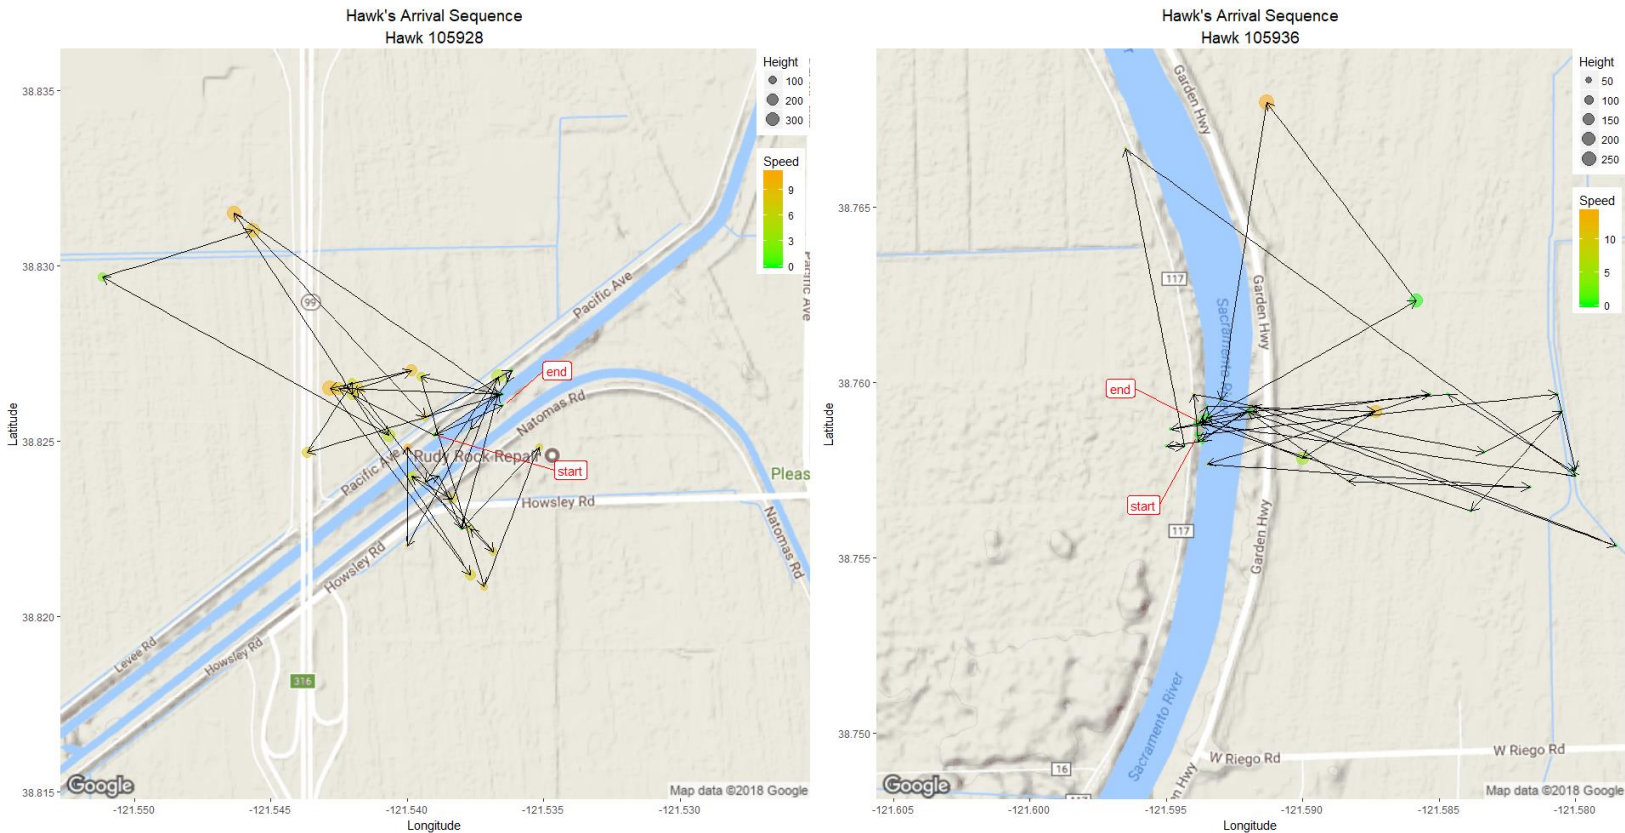 Hawk's Arrival Sequence
Hawk 105928
Height
100
200
300
Speed
9
6
3
0
38.835
38.830
38.825
38.820
38.815
Latitude
99
Pacific Ave
Pacific Ave
end
Natomas Rd
Pacific Ave
Rudy Rock Repair
start
Pleas
Howsley Rd
Natomas Rd
Howsley Rd
Levee Rd
Howsley Rd
316
Google
Map data ©2018 Google
-121.550
-121.545
-121.540
-121.535
-121.530
Longitude
Hawk's Arrival Sequence
Hawk 105936
Height
50
100
150
200
250
Speed
10
5
0
38.765
38.760
38.755
38.750
Latitude
Garden Hwy
117
Sacramento R
Garden Hwy
end
start
117
Garden Hwy
Sacramento River
W Riego Rd
W Riego Rd
16
Hwy
Google
Map data ©2018 Google
-121.605
-121.600
-121.595
-121.590
-121.585
-121.580
Longitude